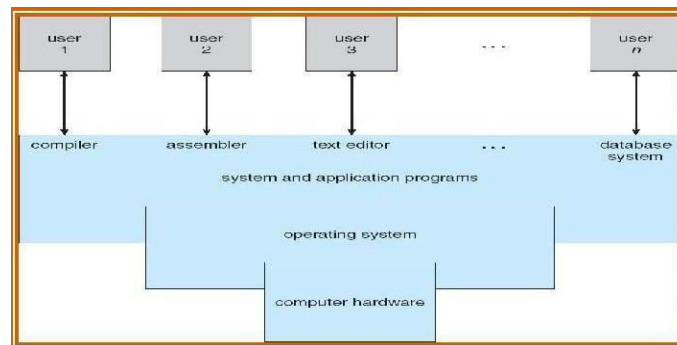 user user user ... user
1 2 3 n
compiler assembler text editor ... database
system
system and application programs
operating system
computer hardware